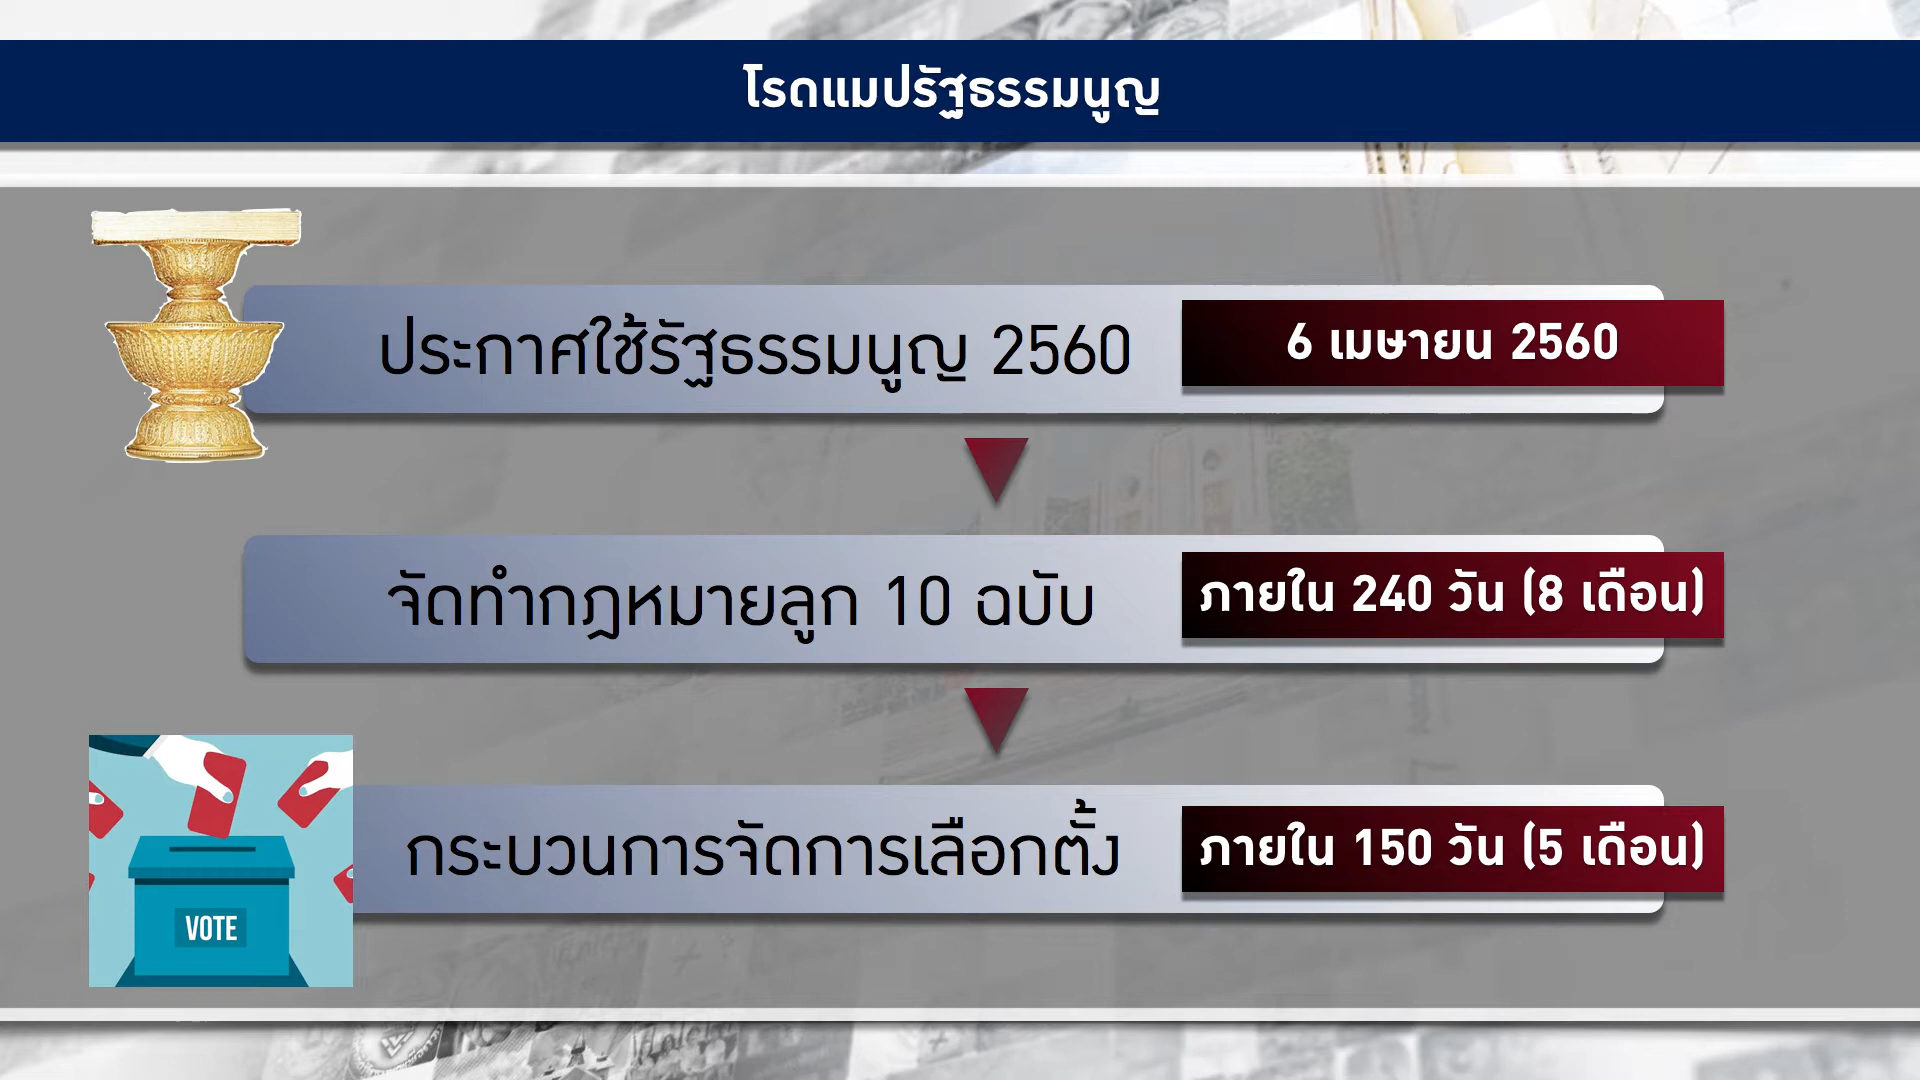 โรดแมปรัฐธรรมนูญ
ประกาศใช้รัฐธรรมนูญ 2560
6 เมษายน 2560
จัดทำกฎหมายลูก 10 ฉบับ
ภายใน 240 วัน (8 เดือน)
กระบวนการจัดการเลือกตั้ง
ภายใน 150 วัน (5 เดือน)
VOTE